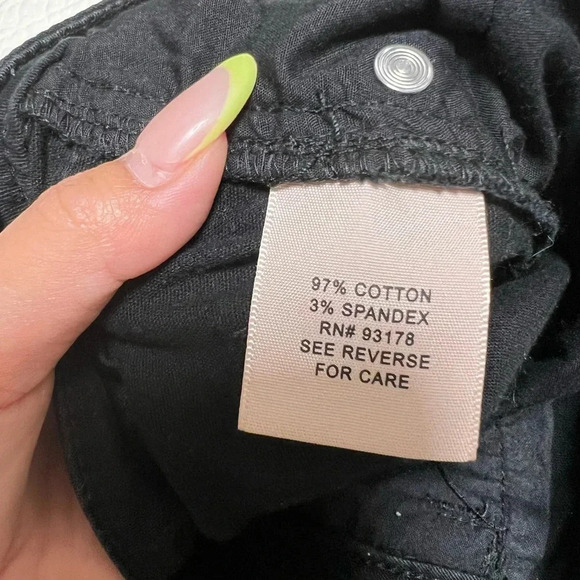 97% COTTON
3% SPANDEX
RN# 93178
SEE REVERSE
FOR CARE